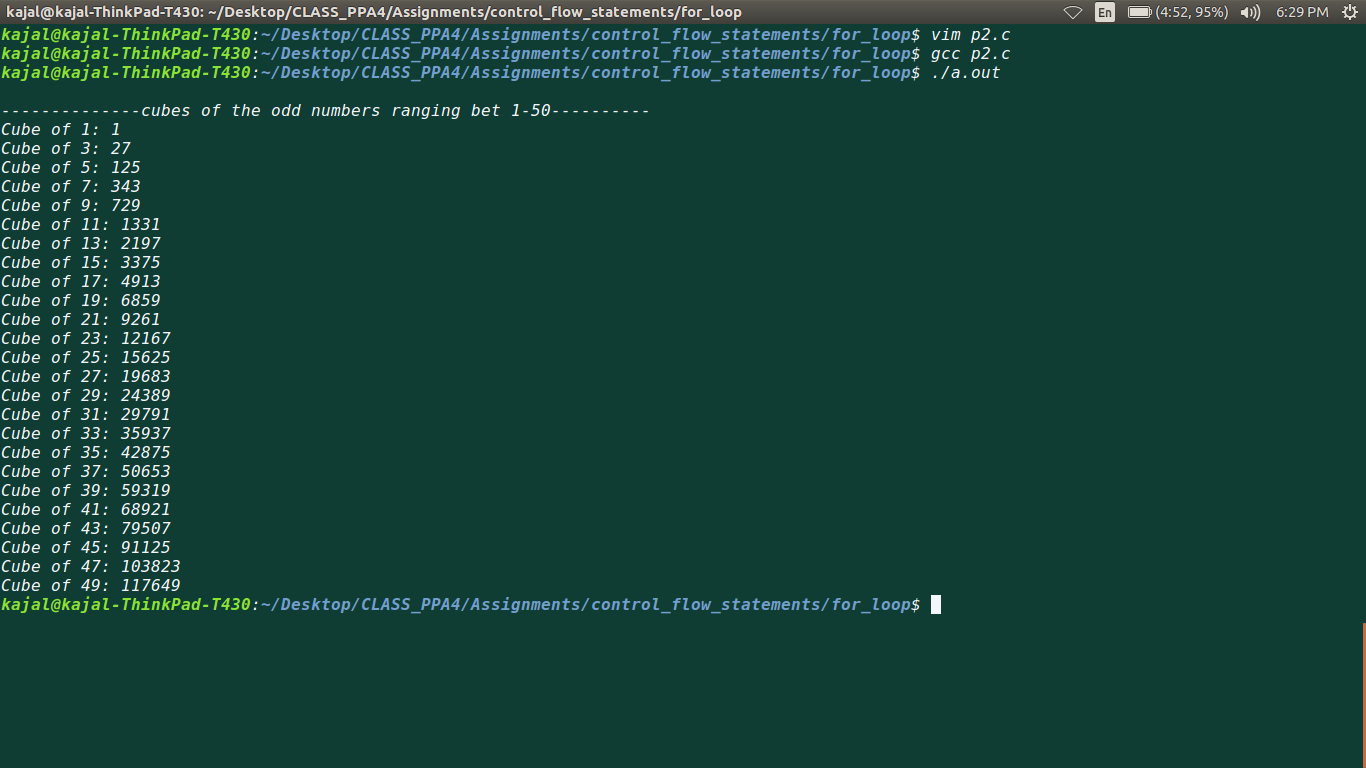 kajal@kajal-ThinkPad-T430: ~/Desktop/CLASS_PPA4/Assignments/control_flow_statements/for_loop En (4:52, 95%) 6:29 PM
kajal@kajal-ThinkPad-T430:~/Desktop/CLASS_PPA4/Assignments/control_flow_statements/for_loop$ vim p2.c
kajal@kajal-ThinkPad-T430:~/Desktop/CLASS_PPA4/Assignments/control_flow_statements/for_loop$ gcc p2.c
kajal@kajal-ThinkPad-T430:~/Desktop/CLASS_PPA4/Assignments/control_flow_statements/for_loop$ ./a.out
--------------cubes of the odd numbers ranging bet 1-50----------
Cube of 1: 1
Cube of 3: 27
Cube of 5: 125
Cube of 7: 343
Cube of 9: 729
Cube of 11: 1331
Cube of 13: 2197
Cube of 15: 3375
Cube of 17: 4913
Cube of 19: 6859
Cube of 21: 9261
Cube of 23: 12167
Cube of 25: 15625
Cube of 27: 19683
Cube of 29: 24389
Cube of 31: 29791
Cube of 33: 35937
Cube of 35: 42875
Cube of 37: 50653
Cube of 39: 59319
Cube of 41: 68921
Cube of 43: 79507
Cube of 45: 91125
Cube of 47: 103823
Cube of 49: 117649
kajal@kajal-ThinkPad-T430:~/Desktop/CLASS_PPA4/Assignments/control_flow_statements/for_loop$